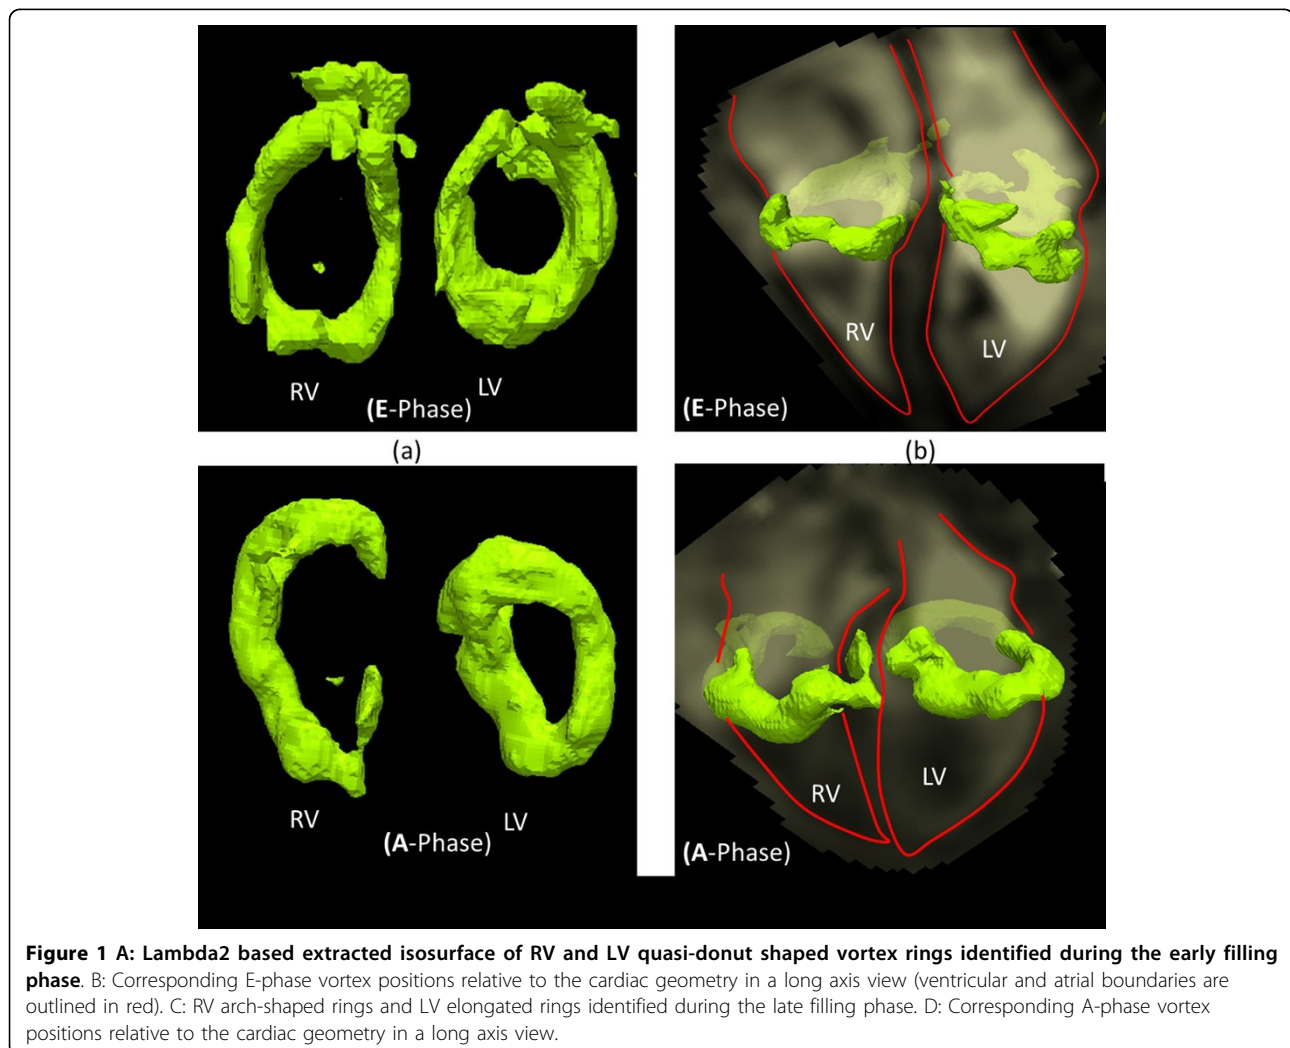 RV
LV
(E-Phase)
RV
LV
(E-Phase)
(a)
(b)
RV
LV
(A-Phase)
RV
LV
(A-Phase)
Figure 1 A: Lambda2 based extracted isosurface of RV and LV quasi-donut shaped vortex rings identified during the early filling
phase. B: Corresponding E-phase vortex positions relative to the cardiac geometry in a long axis view (ventricular and atrial boundaries are
outlined in red). C: RV arch-shaped rings and LV elongated rings identified during the late filling phase. D: Corresponding A-phase vortex
positions relative to the cardiac geometry in a long axis view.